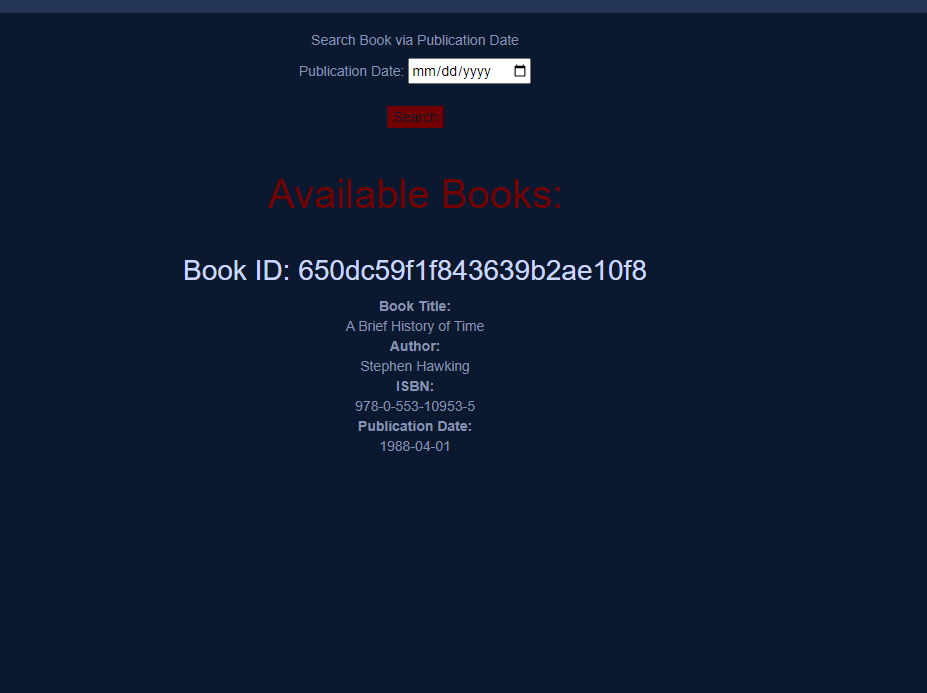 Search Book via Publication Date
Publication Date: mm/dd/yyyy
Search
Available Books:
Book ID: 650dc59f1f843639b2ae10f8
Book Title:
A Brief History of Time
Author:
Stephen Hawking
ISBN:
978-0-553-10953-5
Publication Date:
1988-04-01